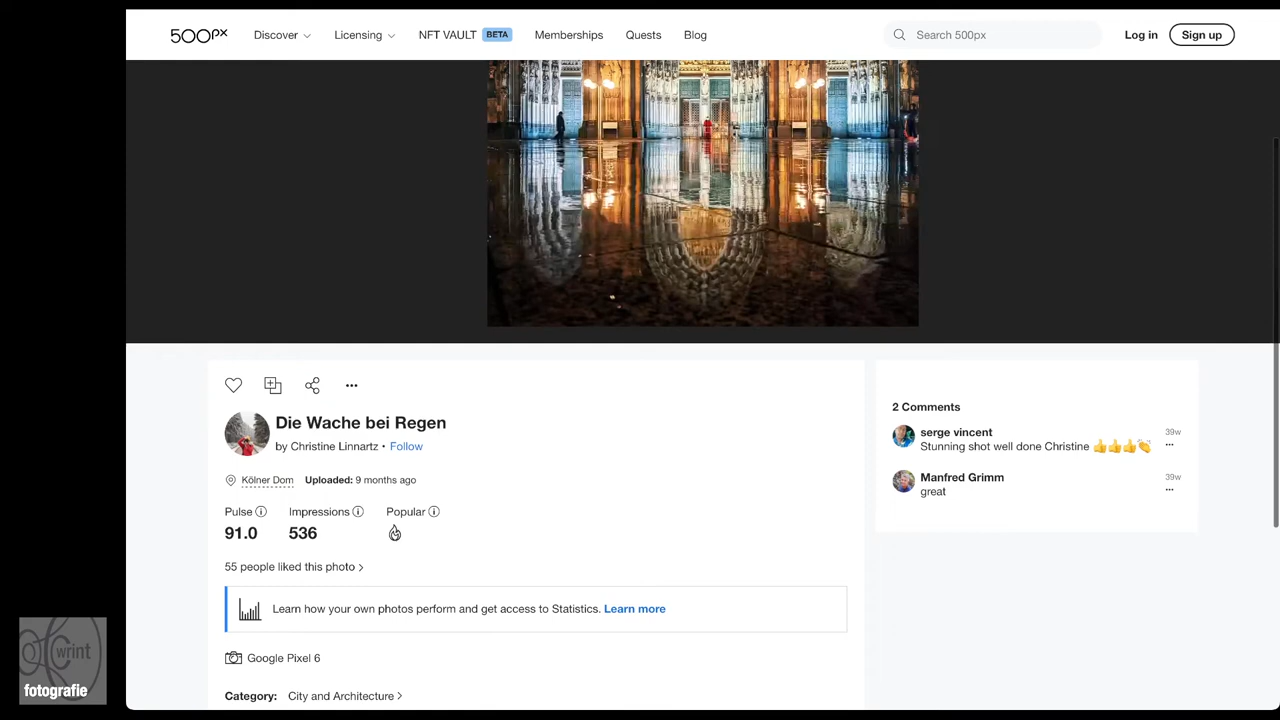 500px Discover Licensing NFT VAULT BETA Memberships Quests Blog Search 500px Log in Sign up
Die Wache bei Regen
by Christine Linnartz • Follow
Kölner Dom Uploaded: 9 months ago
Pulse Impressions Popular
91.0 536
55 people liked this photo
Learn how your own photos perform and get access to Statistics. Learn more
Google Pixel 6
Category: City and Architecture
2 Comments
serge vincent 39w
Stunning shot well done Christine 👍👍👍👏
Manfred Grimm 39w
great
wrint
fotografie